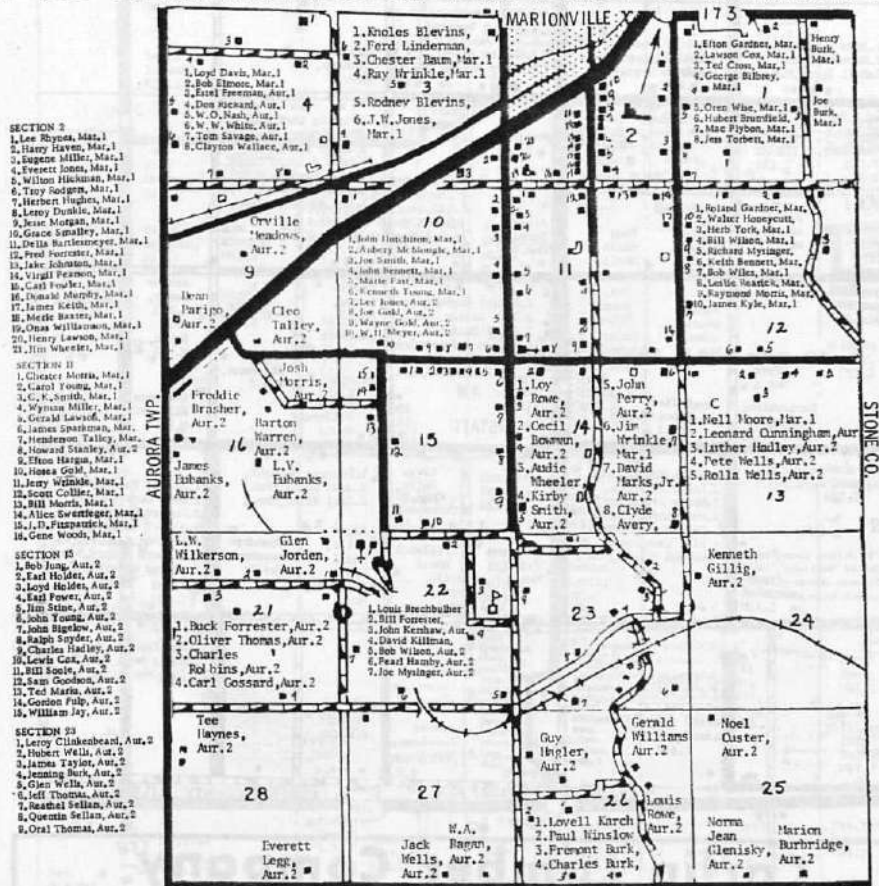 MARIONVILLE
173
SECTION 2
1. Lee Rhynes, Mar.1
2. Harry Haven, Mar.1
3. Eugene Miller, Mar.1
4. Everett Jones, Mar.1
5. Wilton Hickman, Mar.1
6. Troy Rodgers, Mar.1
7. Herbert Hughes, Mar.1
8. Leroy Dunkle, Mar.1
9. Jesse Morgan, Mar.1
10. Grace Smalley, Mar.1
11. Della Bartlesmeyer, Mar.1
12. Fred Forrester, Mar.1
13. Jake Johnston, Mar.1
14. Virgil Pearson, Mar.1
15. Carl Fowler, Mar.1
16. Donald Murphy, Mar.1
17. James Keith, Mar.1
18. Merle Baxter, Mar.1
19. Onas Williamson, Mar.1
20. Henry Lawson, Mar.1
21. Jim Wheeler, Mar.1
SECTION 11
1. Chester Morris, Mar.1
2. Carol Young, Mar.1
3. C.K. Smith, Mar.1
4. Wyman Miller, Mar.1
5. Gerald Lawson, Mar.1
6. James Sparkman, Mar.1
7. Henderson Talley, Mar.1
8. Howard Stanley, Aur.2
9. Elton Hargus, Mar.1
10. Hosea Gold, Mar.1
11. Jerry Wrinkle, Mar.1
12. Scott Collier, Mar.1
13. Bill Morris, Mar.1
14. Alice Swerfeger, Mar.1
15. J.D. Fitzpatrick, Mar.1
16. Gene Woods, Mar.1
SECTION 15
1. Bob Jung, Aur.2
2. Earl Holder, Aur.2
3. Loyd Holder, Aur.2
4. Earl Power, Aur.2
5. Jim Stine, Aur.2
6. John Young, Aur.2
7. John Bigelow, Aur.2
8. Ralph Snyder, Aur.2
9. Charles Hadley, Aur.2
10. Lewis Cox, Aur.2
11. Bill Soole, Aur.2
12. Sam Goodson, Aur.2
13. Ted Marks, Aur.2
14. Gordon Fulp, Aur.2
15. William Jay, Aur.2
SECTION 23
1. Leroy Clinkenbeard, Aur.2
2. Hobert Wells, Aur.2
3. James Taylor, Aur.2
4. Jenning Burk, Aur.2
5. Glen Wells, Aur.2
6. Jeff Thomas, Aur.2
7. Reathel Sellan, Aur.2
8. Quentin Sellan, Aur.2
9. Oral Thomas, Aur.2
AURORA TWP.
STONE CO.
1. Loyd Davis, Mar.1
2. Bob Elmore, Mar.1
3. Estel Freeman, Aur.1
4. Don Rickard, Aur.1
5. W.O. Nash, Aur.1
6. W.W. White, Aur.1
7. Tom Savage, Aur.1
8. Clayton Wallace, Aur.1
4
1. Knoles Blevins,
2. Ferd Linderman,
3. Chester Baum, Mar.1
4. Ray Wrinkle, Mar.1
3
5. Rodney Blevins,
6. J.W. Jones,
Mar.1
2
1. Elton Gardner, Mar.1
2. Lawson Cox, Mar.1
3. Ted Cross, Mar.1
4. George Bilbrey,
Mar.1
1
5. Oren Wise, Mar.1
6. Hubert Brumfield,
7. Mac Plybon, Mar.1
8. Jess Torbett, Mar.1
Henry
Burk,
Mar.1
Joe
Burk,
Mar.1
Orville
Meadows,
Aur.2
9
Dean
Paripo,
Aur.2
Cleo
Talley,
Aur.2
10
1. John Hutchison, Mar.1
2. Aubery McMonigle, Mar.1
3. Joe Smith, Mar.1
4. John Bennett, Mar.1
5. Marie East, Mar.1
6. Kenneth Young, Mar.1
7. Lee Jones, Aur.2
8. Joe Gold, Aur.2
9. Wayne Gold, Aur.2
10. W.H. Meyer, Aur.2
11
1. Roland Gardner, Mar.1
2. Walter Honeycutt,
3. Herb York, Mar.1
4. Bill Wilson, Mar.1
5. Richard Mysinger,
6. Keith Bennett, Mar.1
7. Bob Wiles, Mar.1
8. Leslie Rearick, Mar.1
9. Raymond Morris, Mar.1
10. James Kyle, Mar.1
12
Josh
Morris,
Aur.2
Freddie
Brasher,
Aur.2
16
Barton
Warren,
Aur.2
James
Eubanks,
Aur.2
L.V.
Eubanks,
Aur.2
15
1. Loy
Rowe,
Aur.2
2. Cecil
Bowman,
Aur.2
3. Audie
Wheeler,
4. Kirby
Smith,
Aur.2
14
5. John
Perry,
Aur.2
6. Jim
Wrinkle,
Mar.1
7. David
Marks, Jr.
Aur.2
8. Clyde
Avery,
C
1. Nell Moore, Mar.1
2. Leonard Cunningham, Aur
3. Luther Hadley, Aur.2
4. Pete Wells, Aur.2
5. Rolla Wells, Aur.2
13
L.W.
Wilkerson,
Aur.2
Glen
Jorden,
Aur.2
21
1. Buck Forrester, Aur.2
2. Oliver Thomas, Aur.2
3. Charles
Robbins, Aur.2
4. Carl Gossard, Aur.2
22
1. Louis Brechbulher
2. Bill Forrester,
3. John Kershaw, Aur.
4. David Killman,
5. Bob Wilson, Aur.2
6. Pearl Hamby, Aur.2
7. Joe Mysinger, Aur.2
23
Kenneth
Gillig,
Aur.2
24
Tee
Haynes,
Aur.2
28
Everett
Legg,
Aur.2
27
Jack
Wells, Aur.2
W.A.
Ragan,
Aur.2
Guy
Hagler,
Aur.2
Gerald
Williams
Aur.2
26
Louis
Rowe,
Aur.2
1. Lovell Karch
2. Paul Winslow
3. Fremont Burk,
4. Charles Burk,
Noel
Custer,
Aur.2
25
Norma
Jean
Glenisky,
Aur.2
Marion
Burbridge,
Aur.2